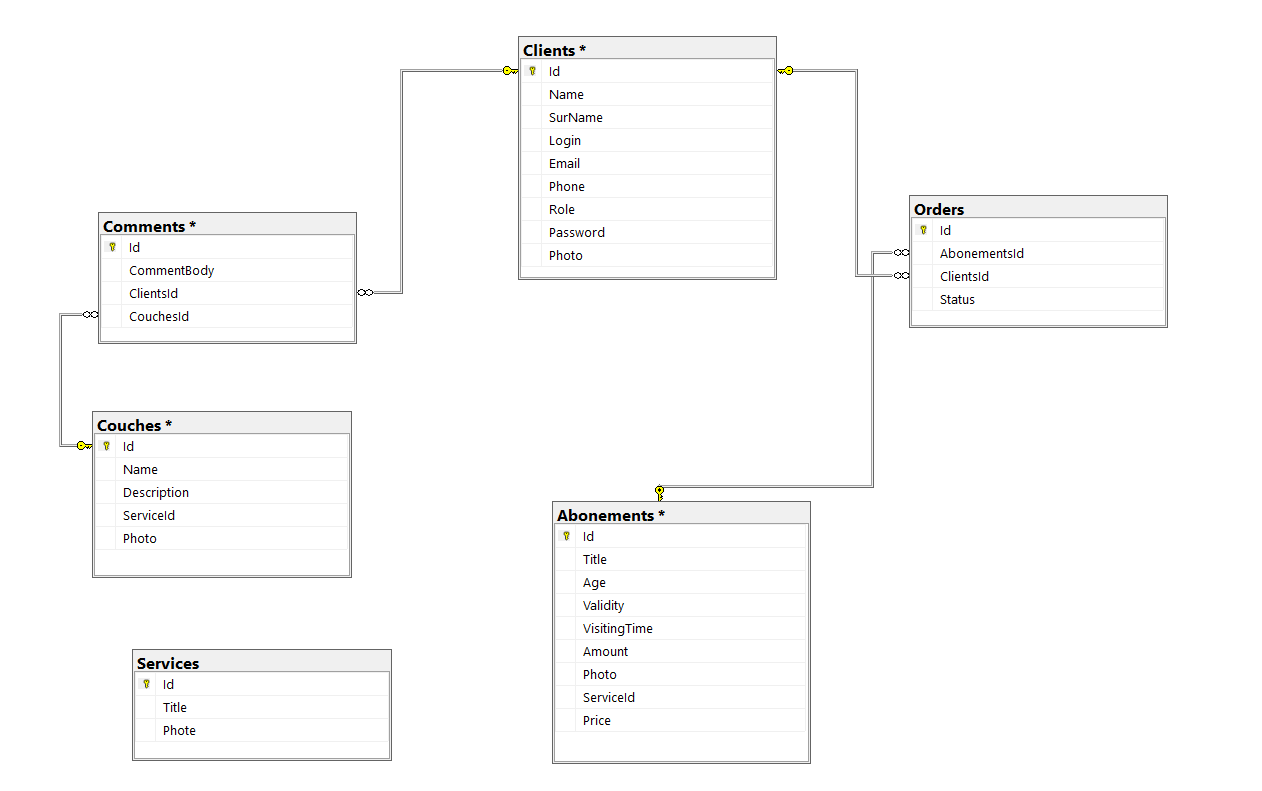 Clients *
Id
Name
SurName
Login
Email
Phone
Role
Password
Photo
Orders
Id
AbonementsId
ClientsId
Status
Comments *
Id
CommentBody
ClientsId
CouchesId
Couches *
Id
Name
Description
ServiceId
Photo
Abonements *
Id
Title
Age
Validity
VisitingTime
Amount
Photo
ServiceId
Price
Services
Id
Title
Phote